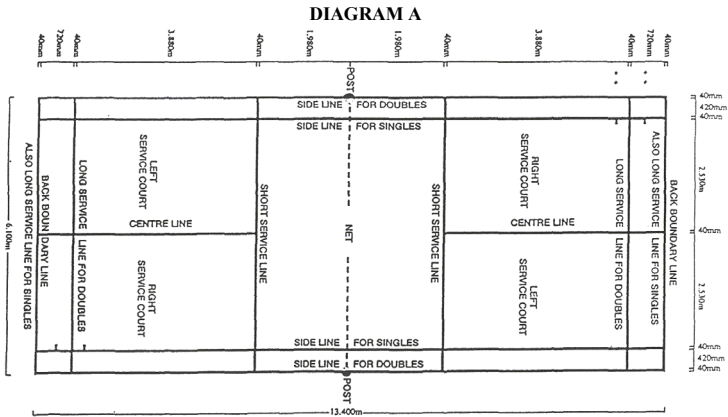 DIAGRAM A
40mm
720mm
40mm
3.880m
40mm
1.980m
1.980m
40mm
3.880m
40mm
720mm
40mm
* *
* *
POST
SIDE LINE FOR DOUBLES
SIDE LINE FOR SINGLES
40mm
420mm
40mm
2.530m
40mm
2.530m
40mm
420mm
40mm
6.100m
ALSO LONG SERVICE LINE FOR SINGLES
BACK BOUNDARY LINE
LONG SERVICE LINE FOR DOUBLES
LEFT
SERVICE COURT
CENTRE LINE
RIGHT
SERVICE COURT
SHORT SERVICE LINE
NET
SHORT SERVICE LINE
RIGHT
SERVICE COURT
CENTRE LINE
LEFT
SERVICE COURT
LONG SERVICE LINE FOR DOUBLES
ALSO LONG SERVICE LINE FOR SINGLES
BACK BOUNDARY LINE
SIDE LINE FOR SINGLES
SIDE LINE FOR DOUBLES
POST
13.400m